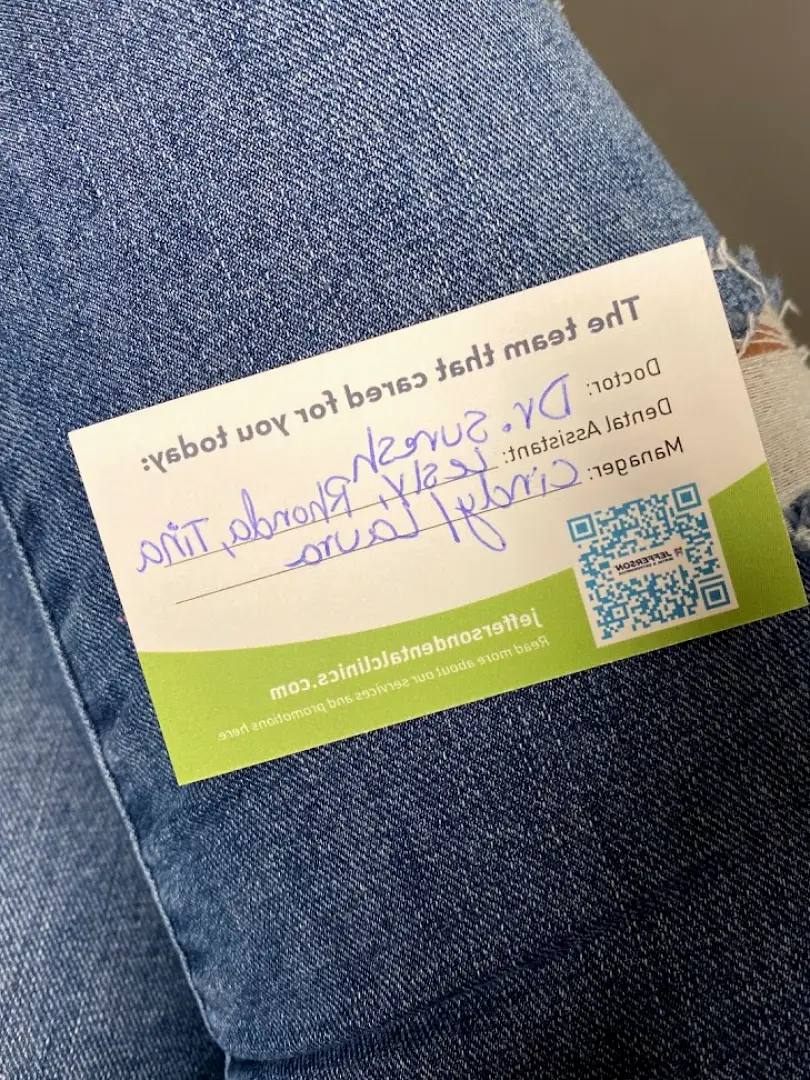 The team that cared for you today:
Doctor: Dr. Suresh
Dental Assistant: Lesly, Rhonda, Tina
Manager: Cindy/ Laura
JEFFERSON
jeffersondentalclinics.com
Read more about our services and promotions here.